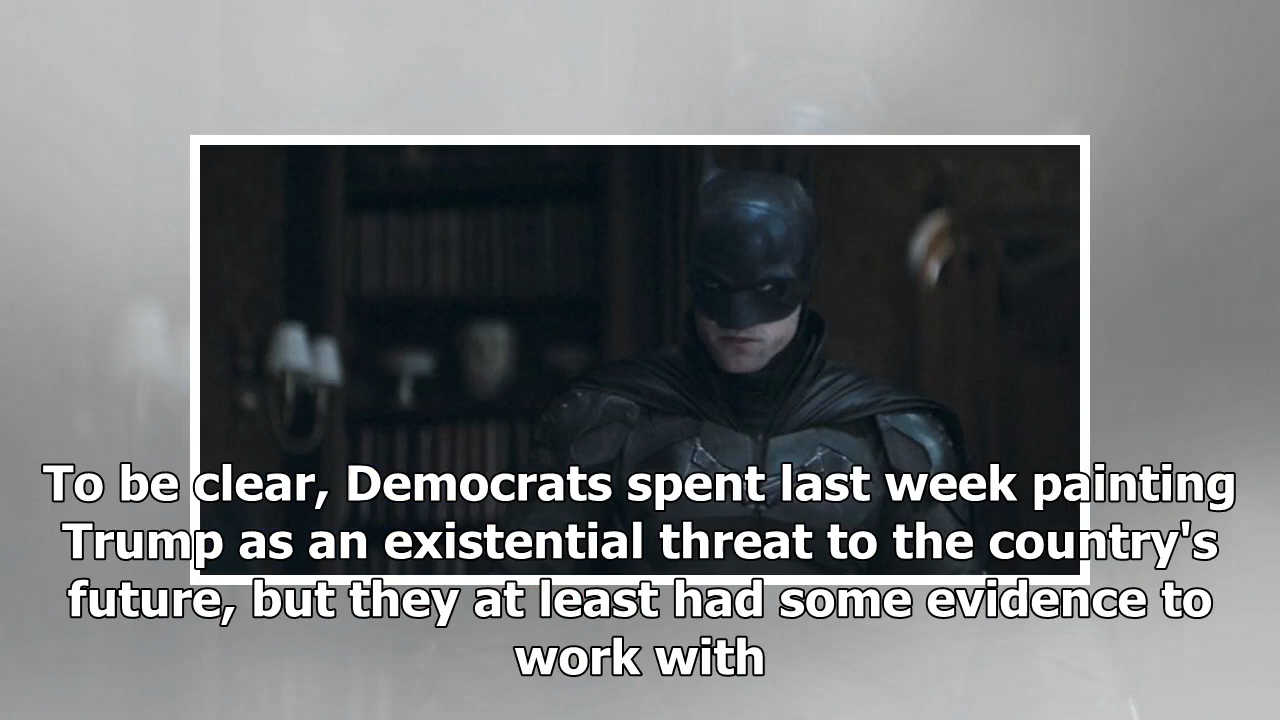 To be clear, Democrats spent last week painting
Trump as an existential threat to the country's
future, but they at least had some evidence to
work with